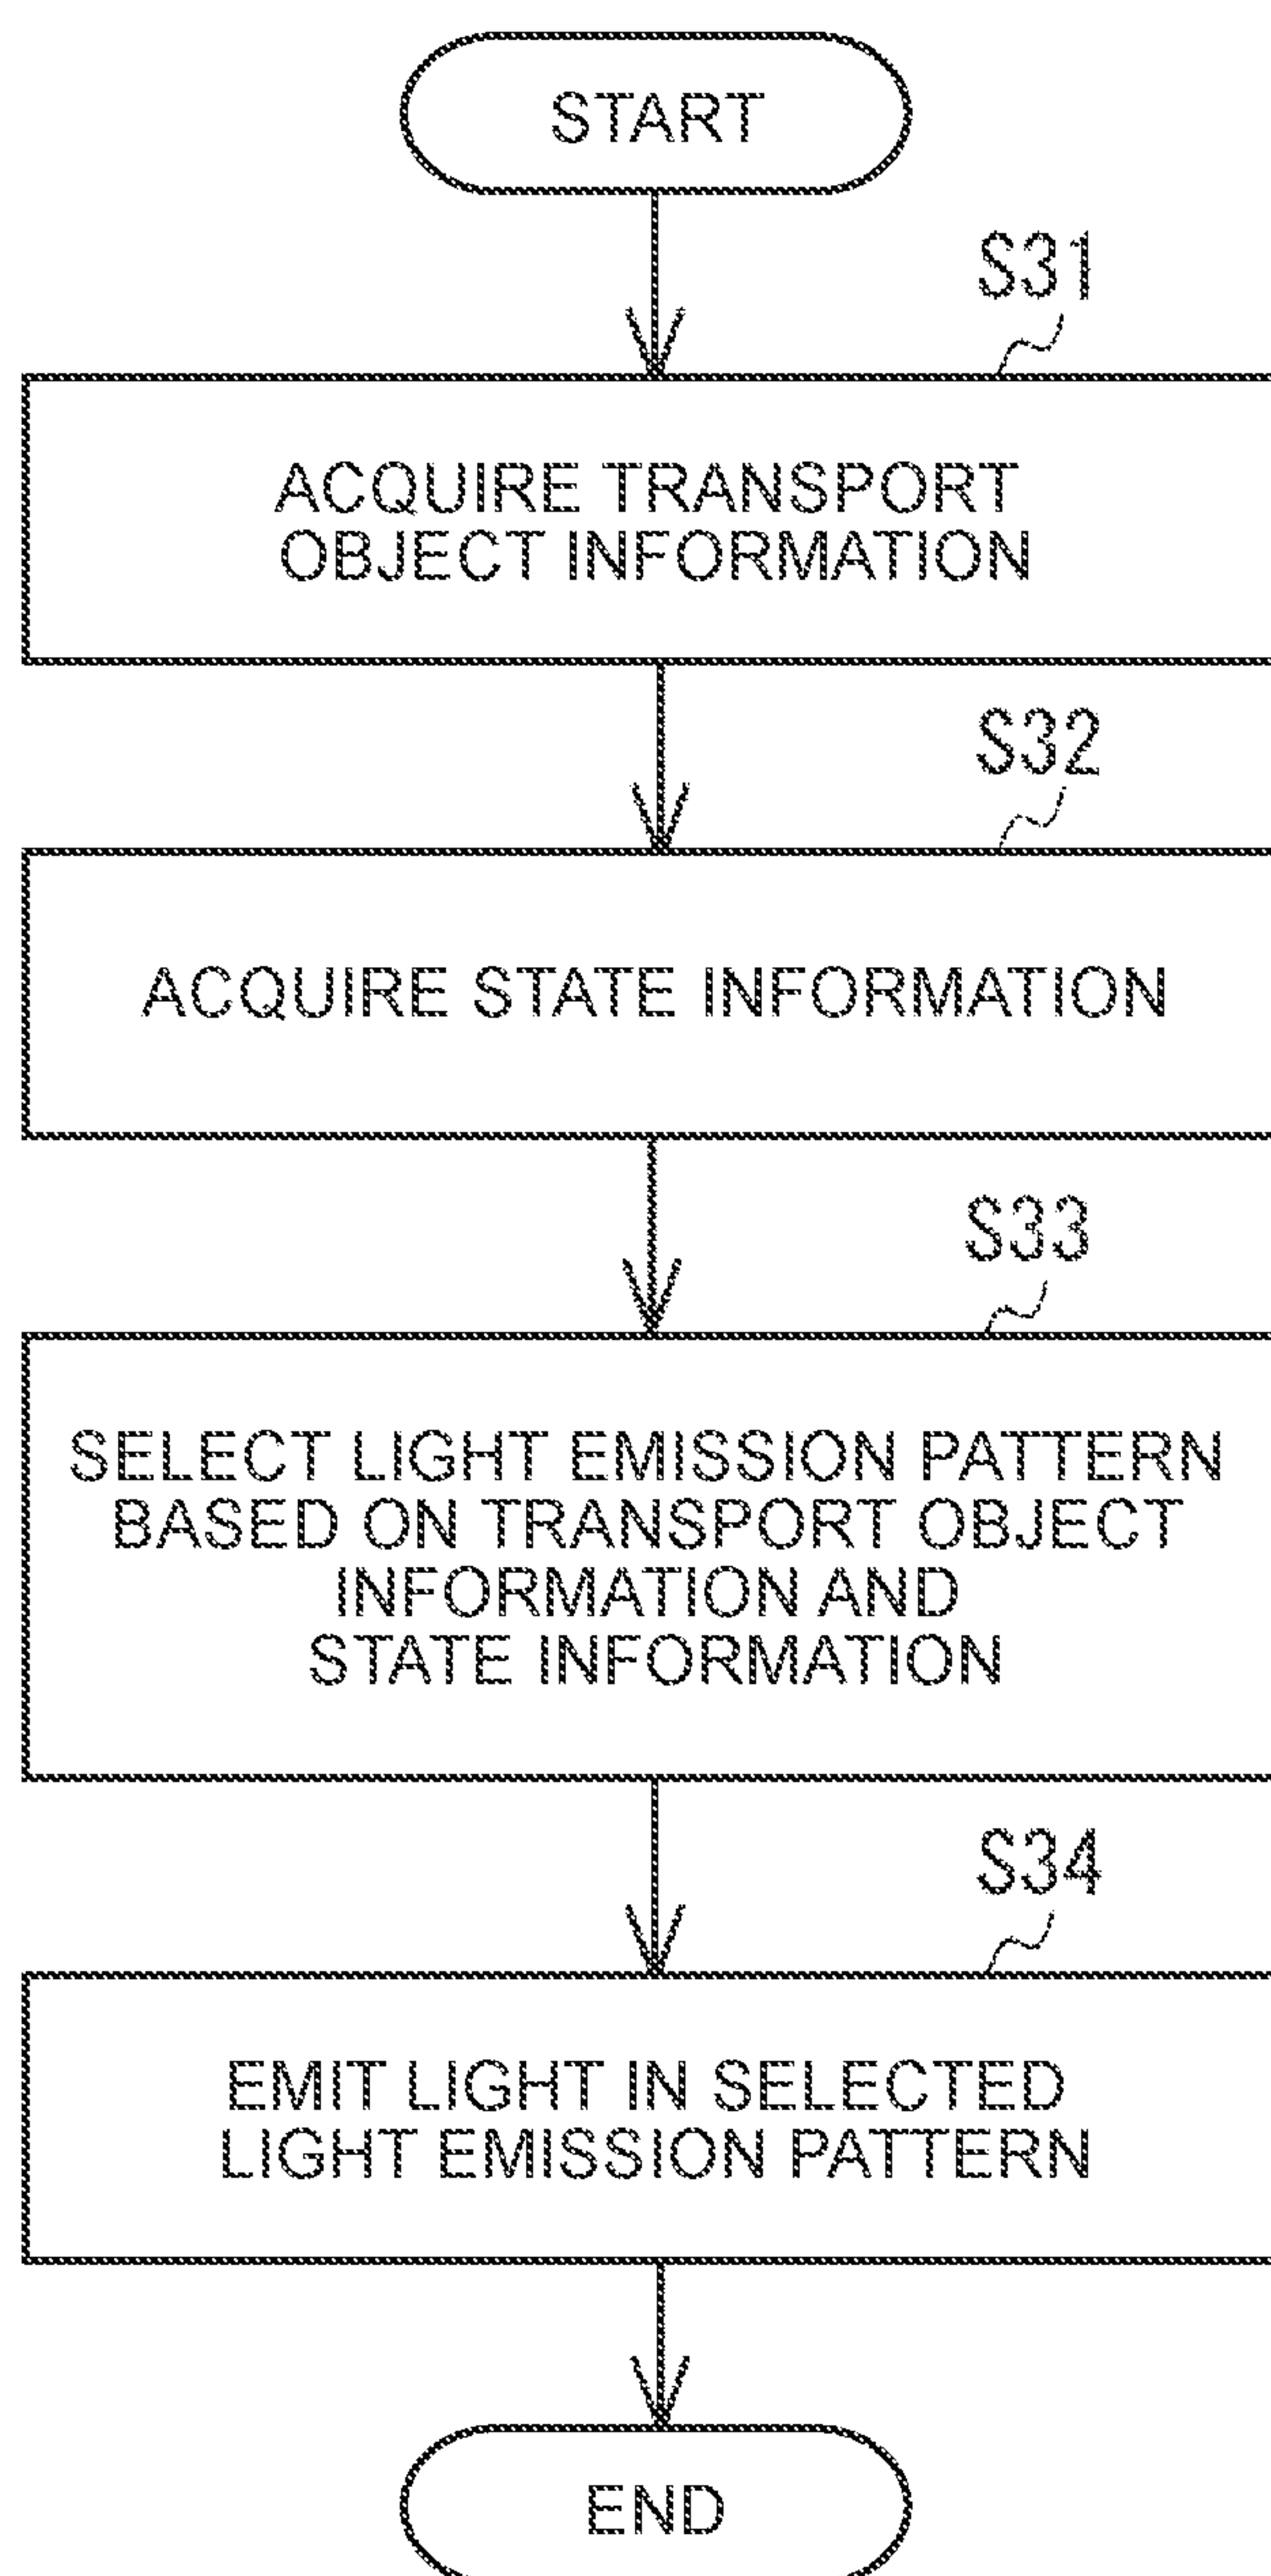 START
S31
ACQUIRE TRANSPORT
OBJECT INFORMATION
S32
ACQUIRE STATE INFORMATION
S33
SELECT LIGHT EMISSION PATTERN
BASED ON TRANSPORT OBJECT
INFORMATION AND
STATE INFORMATION
S34
EMIT LIGHT IN SELECTED
LIGHT EMISSION PATTERN
END